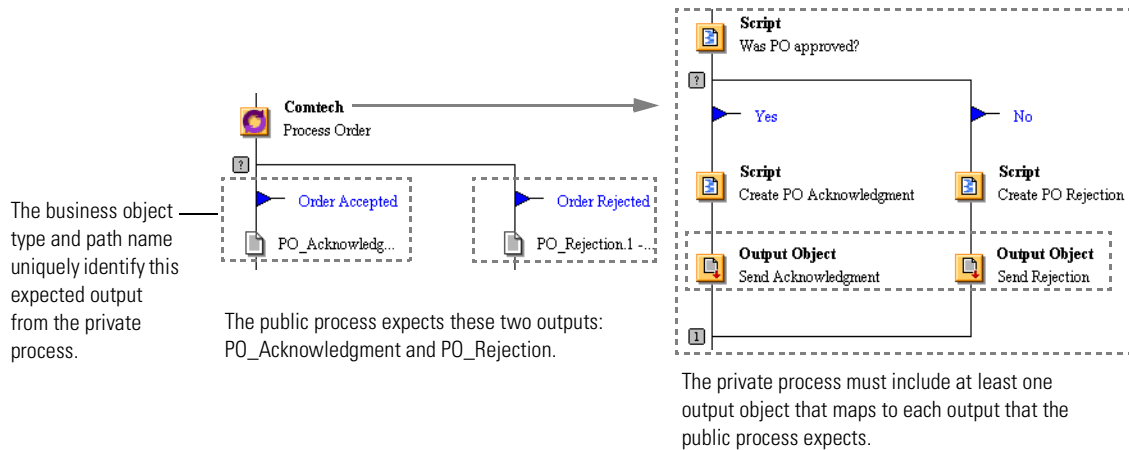 The business object
type and path name
uniquely identify this
expected output
from the private
process.
Comtech
Process Order
?
Order Accepted
Order Rejected
PO_Acknowledg...
PO_Rejection.1 -...
The public process expects these two outputs:
PO_Acknowledgment and PO_Rejection.
Script
Was PO approved?
?
Yes
No
Script
Create PO Acknowledgment
Script
Create PO Rejection
Output Object
Send Acknowledgment
Output Object
Send Rejection
1
The private process must include at least one
output object that maps to each output that the
public process expects.